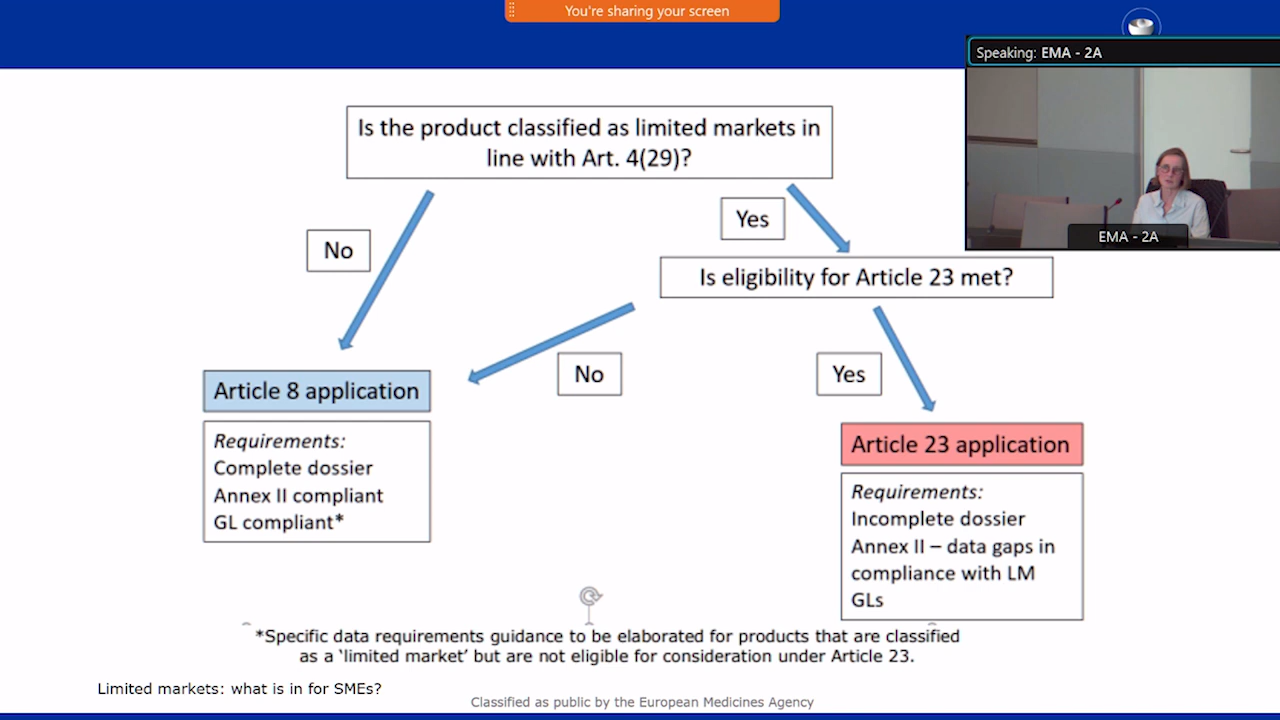 You're sharing your screen
Speaking: EMA - 2A
EMA - 2A
Is the product classified as limited markets in
line with Art. 4(29)?
No
Yes
Is eligibility for Article 23 met?
No
Yes
Article 8 application
Requirements:
Complete dossier
Annex II compliant
GL compliant*
Article 23 application
Requirements:
Incomplete dossier
Annex II – data gaps in
compliance with LM
GLs
*Specific data requirements guidance to be elaborated for products that are classified
as a ‘limited market’ but are not eligible for consideration under Article 23.
Limited markets: what is in for SMEs?
Classified as public by the European Medicines Agency